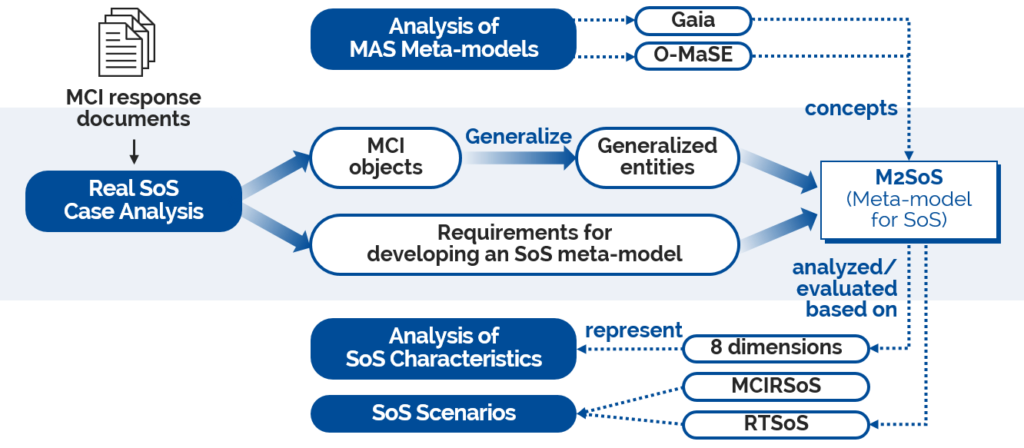 Analysis of
MAS Meta-models
Gaia
O-MaSE
MCI response
documents
concepts
Real SoS
Case Analysis
MCI
objects
Generalize
Generalized
entities
Requirements for
developing an SoS meta-model
M2SoS
(Meta-model
for SoS)
analyzed/
evaluated
based on
Analysis of
SoS Characteristics
represent
8 dimensions
SoS Scenarios
MCIRSoS
RTSoS